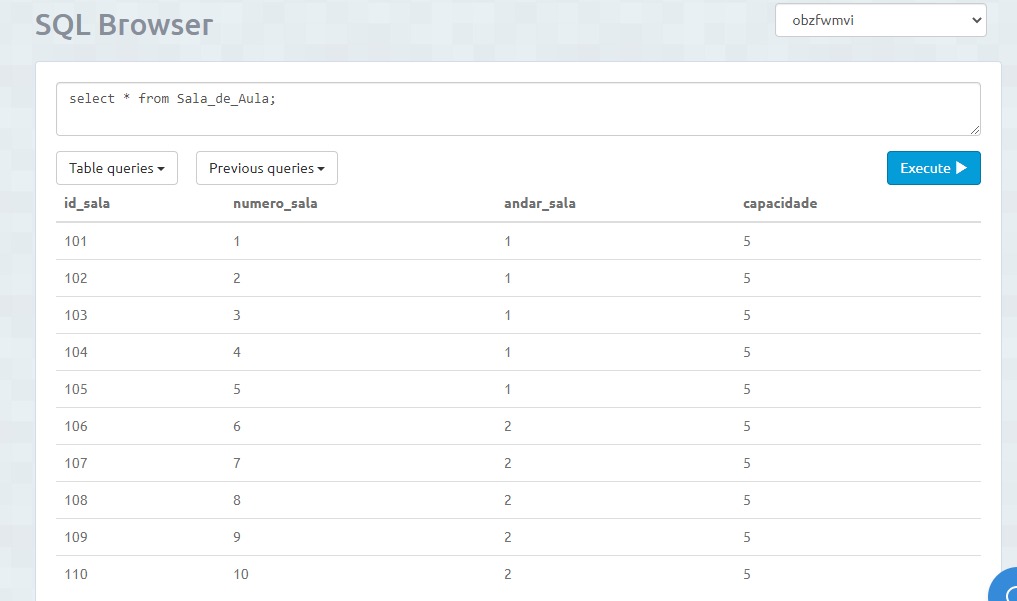 SQL Browser
obzfwmvi
select * from Sala_de_Aula;
Table queries Previous queries Execute
id_sala numero_sala andar_sala capacidade
101 1 1 5
102 2 1 5
103 3 1 5
104 4 1 5
105 5 1 5
106 6 2 5
107 7 2 5
108 8 2 5
109 9 2 5
110 10 2 5